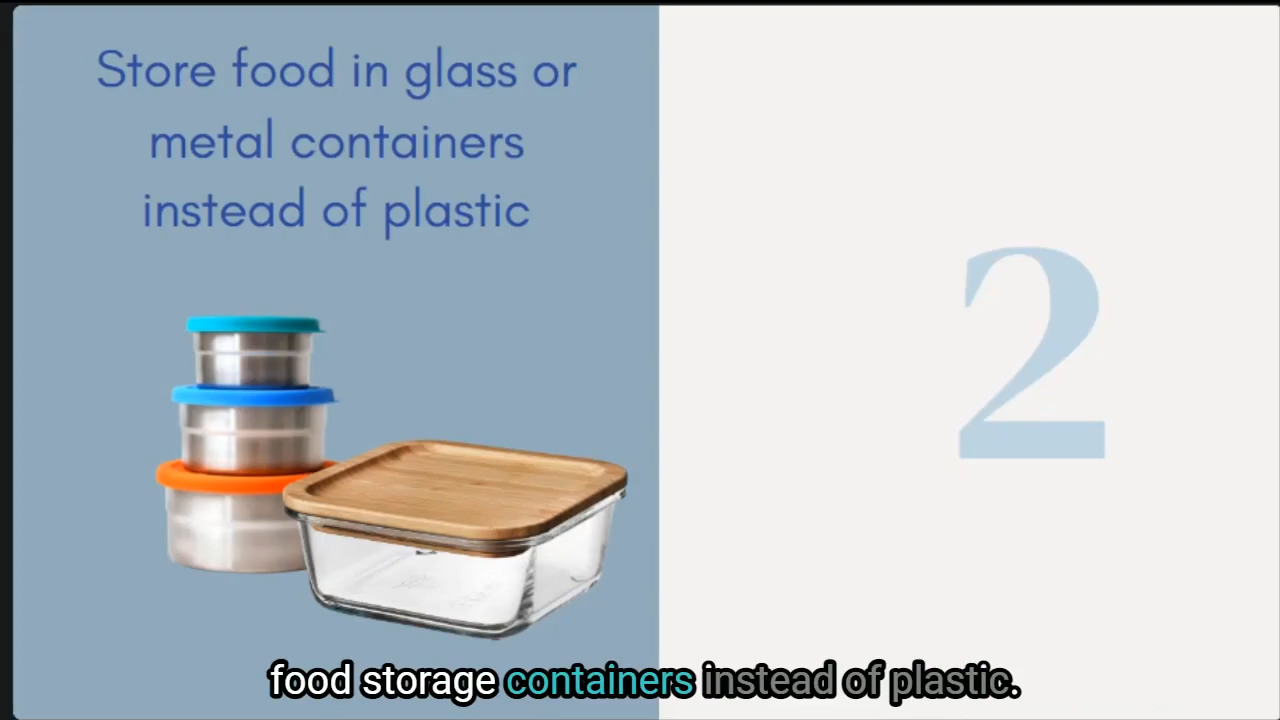 Store food in glass or
metal containers
instead of plastic
2
food storage containers instead of plastic.